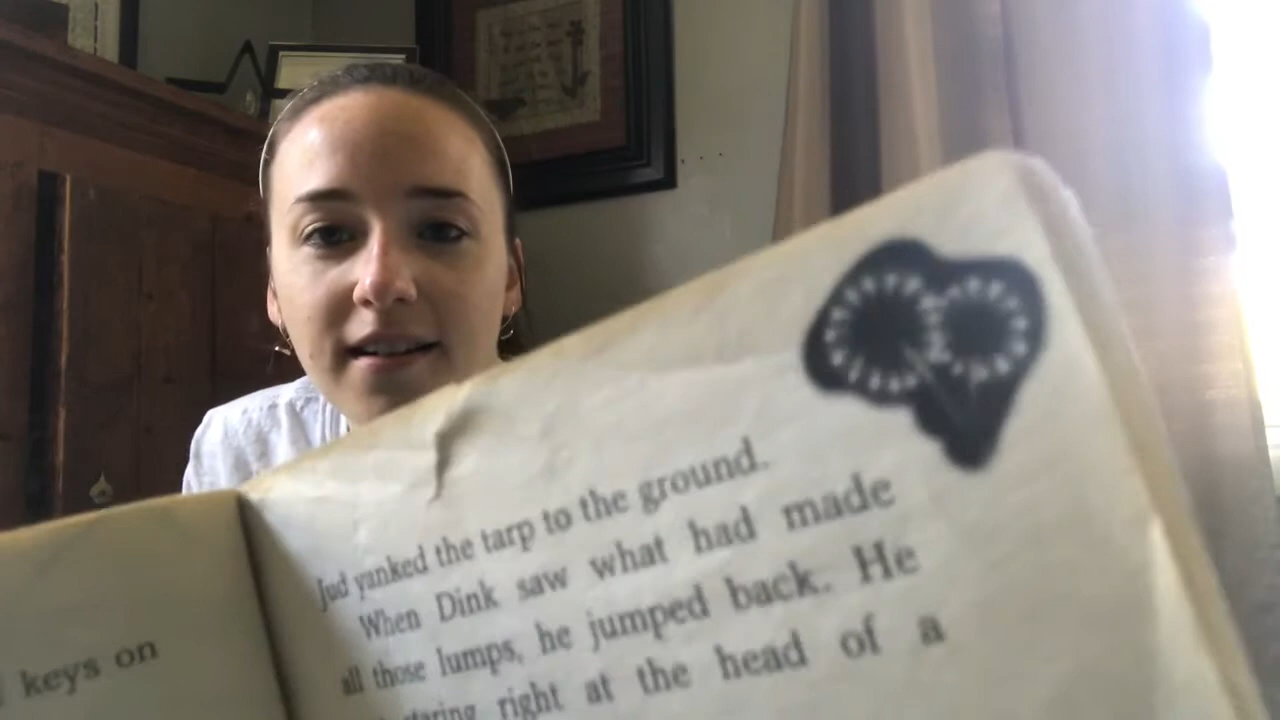 keys on
Jud yanked the tarp to the ground.
When Dink saw what had made
all those lumps, he jumped back. He
staring right at the head of a